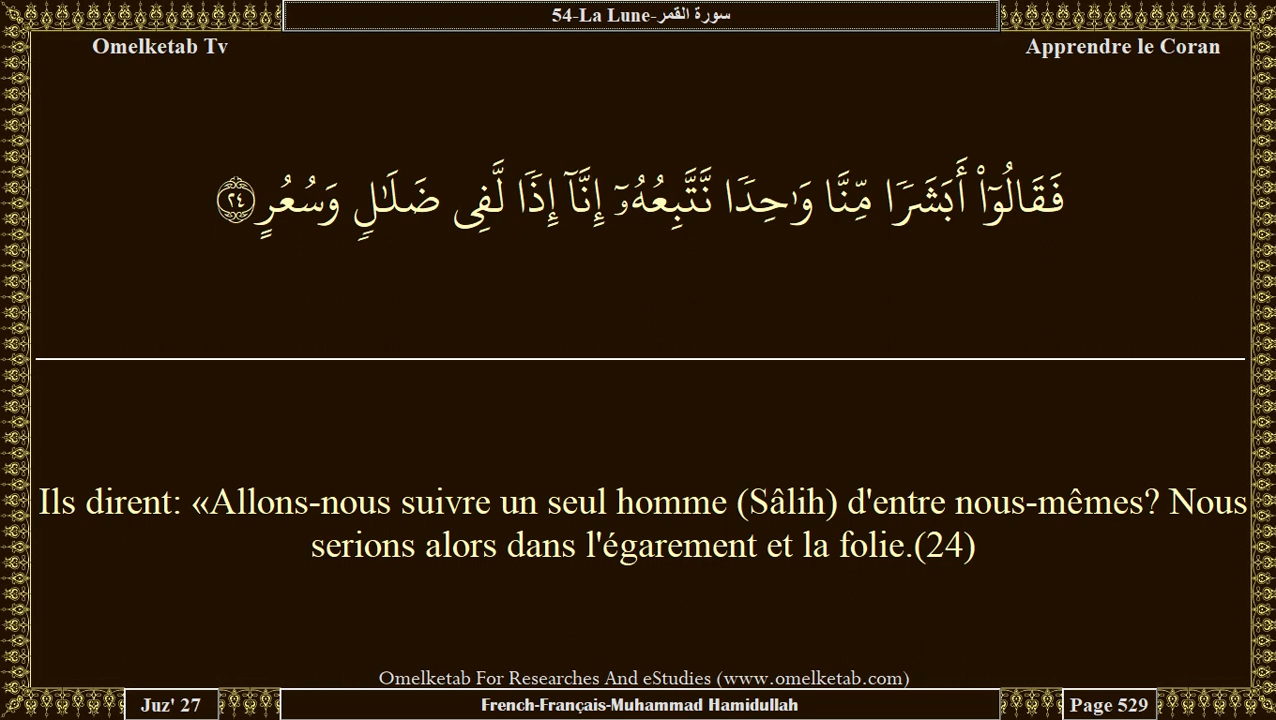 54-La Lune-سورة القمر
Omelketab Tv
Apprendre le Coran
فَقَالُوٓا۟ أَبَشَرًۭا مِّنَّا وَٰحِدًۭا نَّتَّبِعُهُۥٓ إِنَّآ إِذًۭا لَّفِى ضَلَـٰلٍۢ وَسُعُرٍ ٢٤
Ils dirent: «Allons-nous suivre un seul homme (Sâlih) d'entre nous-mêmes? Nous
serions alors dans l'égarement et la folie.(24)
Omelketab For Researches And eStudies (www.omelketab.com)
Juz' 27
French-Français-Muhammad Hamidullah
Page 529